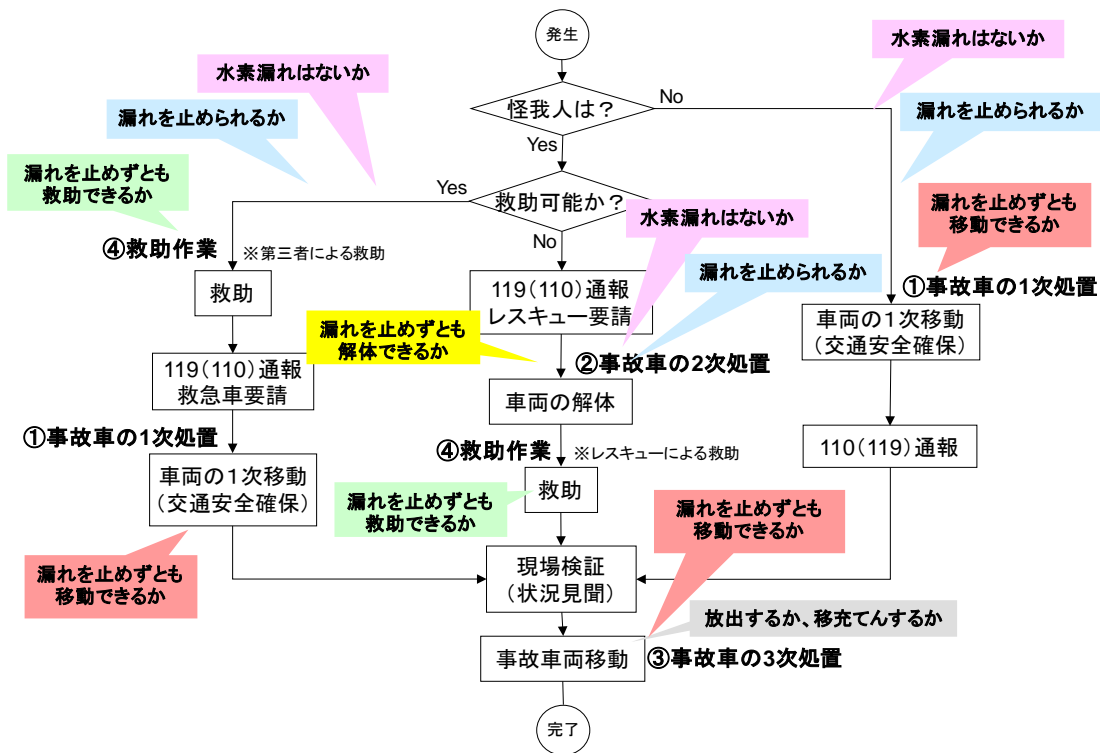 発生
水素漏れはないか
水素漏れはないか
怪我人は？
No
漏れを止められるか
漏れを止められるか
Yes
漏れを止めずとも
救助できるか
Yes
救助可能か？
漏れを止めずとも
移動できるか
水素漏れはないか
No
④救助作業
※第三者による救助
漏れを止められるか
救助
119(110)通報
レスキュー要請
①事故車の1次処置
車両の1次移動
(交通安全確保)
漏れを止めずとも
解体できるか
②事故車の2次処置
119(110)通報
救急車要請
車両の解体
①事故車の1次処置
④救助作業
※レスキューによる救助
110(119)通報
車両の1次移動
(交通安全確保)
救助
漏れを止めずとも
救助できるか
漏れを止めずとも
移動できるか
漏れを止めずとも
移動できるか
現場検証
(状況見聞)
放出するか、移充てんするか
事故車両移動
③事故車の3次処置
完了